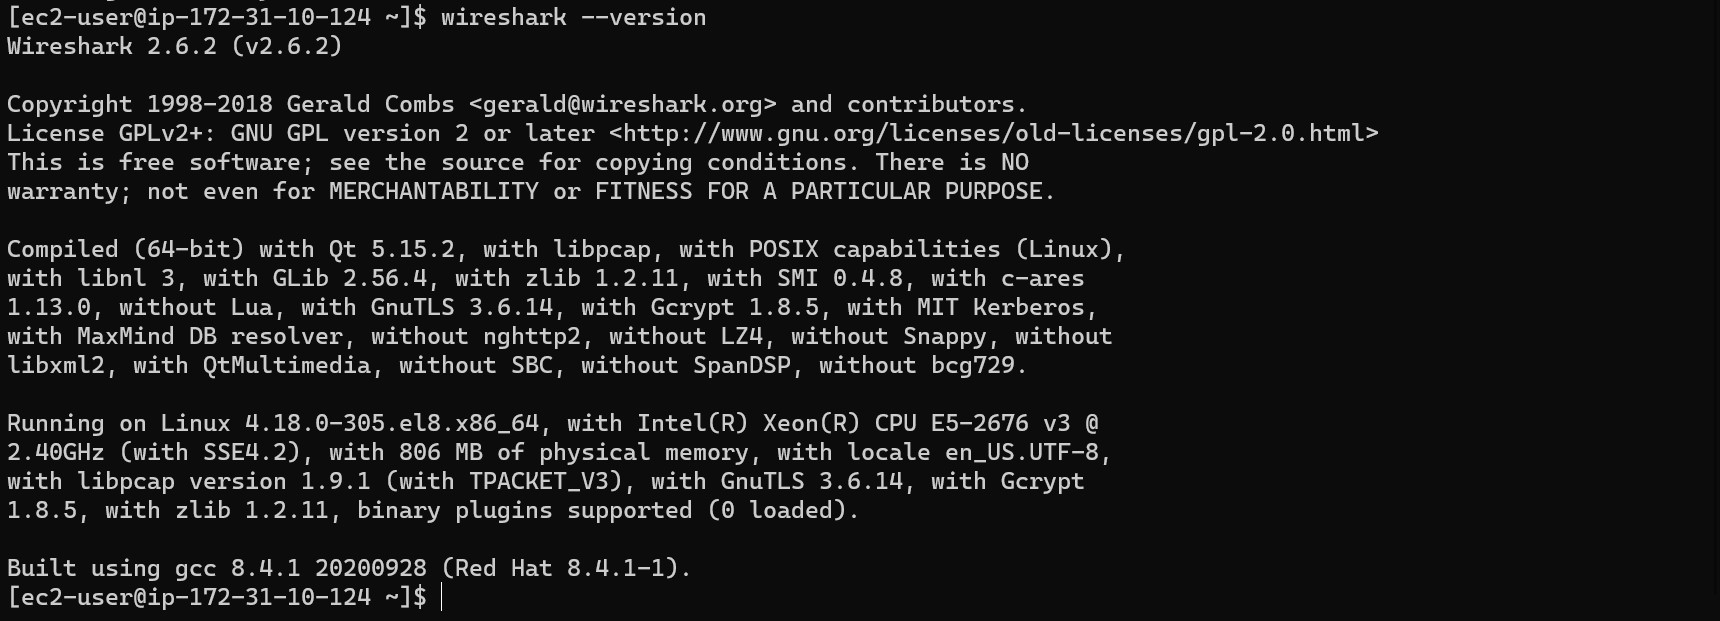 [ec2-user@ip-172-31-10-124 ~]$ wireshark --version
Wireshark 2.6.2 (v2.6.2)
Copyright 1998-2018 Gerald Combs <gerald@wireshark.org> and contributors.
License GPLv2+: GNU GPL version 2 or later <http://www.gnu.org/licenses/old-licenses/gpl-2.0.html>
This is free software; see the source for copying conditions. There is NO
warranty; not even for MERCHANTABILITY or FITNESS FOR A PARTICULAR PURPOSE.
Compiled (64-bit) with Qt 5.15.2, with libpcap, with POSIX capabilities (Linux),
with libnl 3, with GLib 2.56.4, with zlib 1.2.11, with SMI 0.4.8, with c-ares
1.13.0, without Lua, with GnuTLS 3.6.14, with Gcrypt 1.8.5, with MIT Kerberos,
with MaxMind DB resolver, without nghttp2, without LZ4, without Snappy, without
libxml2, with QtMultimedia, without SBC, without SpanDSP, without bcg729.
Running on Linux 4.18.0-305.el8.x86_64, with Intel(R) Xeon(R) CPU E5-2676 v3 @
2.40GHz (with SSE4.2), with 806 MB of physical memory, with locale en_US.UTF-8,
with libpcap version 1.9.1 (with TPACKET_V3), with GnuTLS 3.6.14, with Gcrypt
1.8.5, with zlib 1.2.11, binary plugins supported (0 loaded).
Built using gcc 8.4.1 20200928 (Red Hat 8.4.1-1).
[ec2-user@ip-172-31-10-124 ~]$